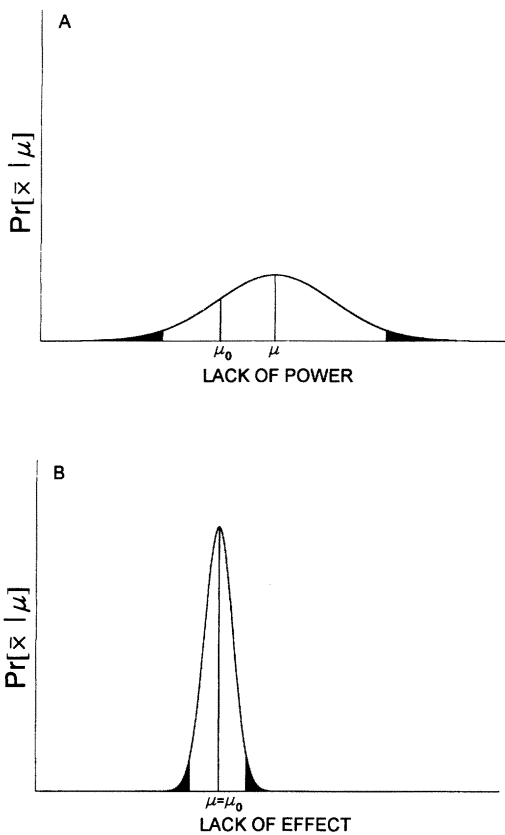 A
Pr[x̄ | μ]
μ₀ μ
LACK OF POWER
B
Pr[x̄ | μ]
μ=μ₀
LACK OF EFFECT